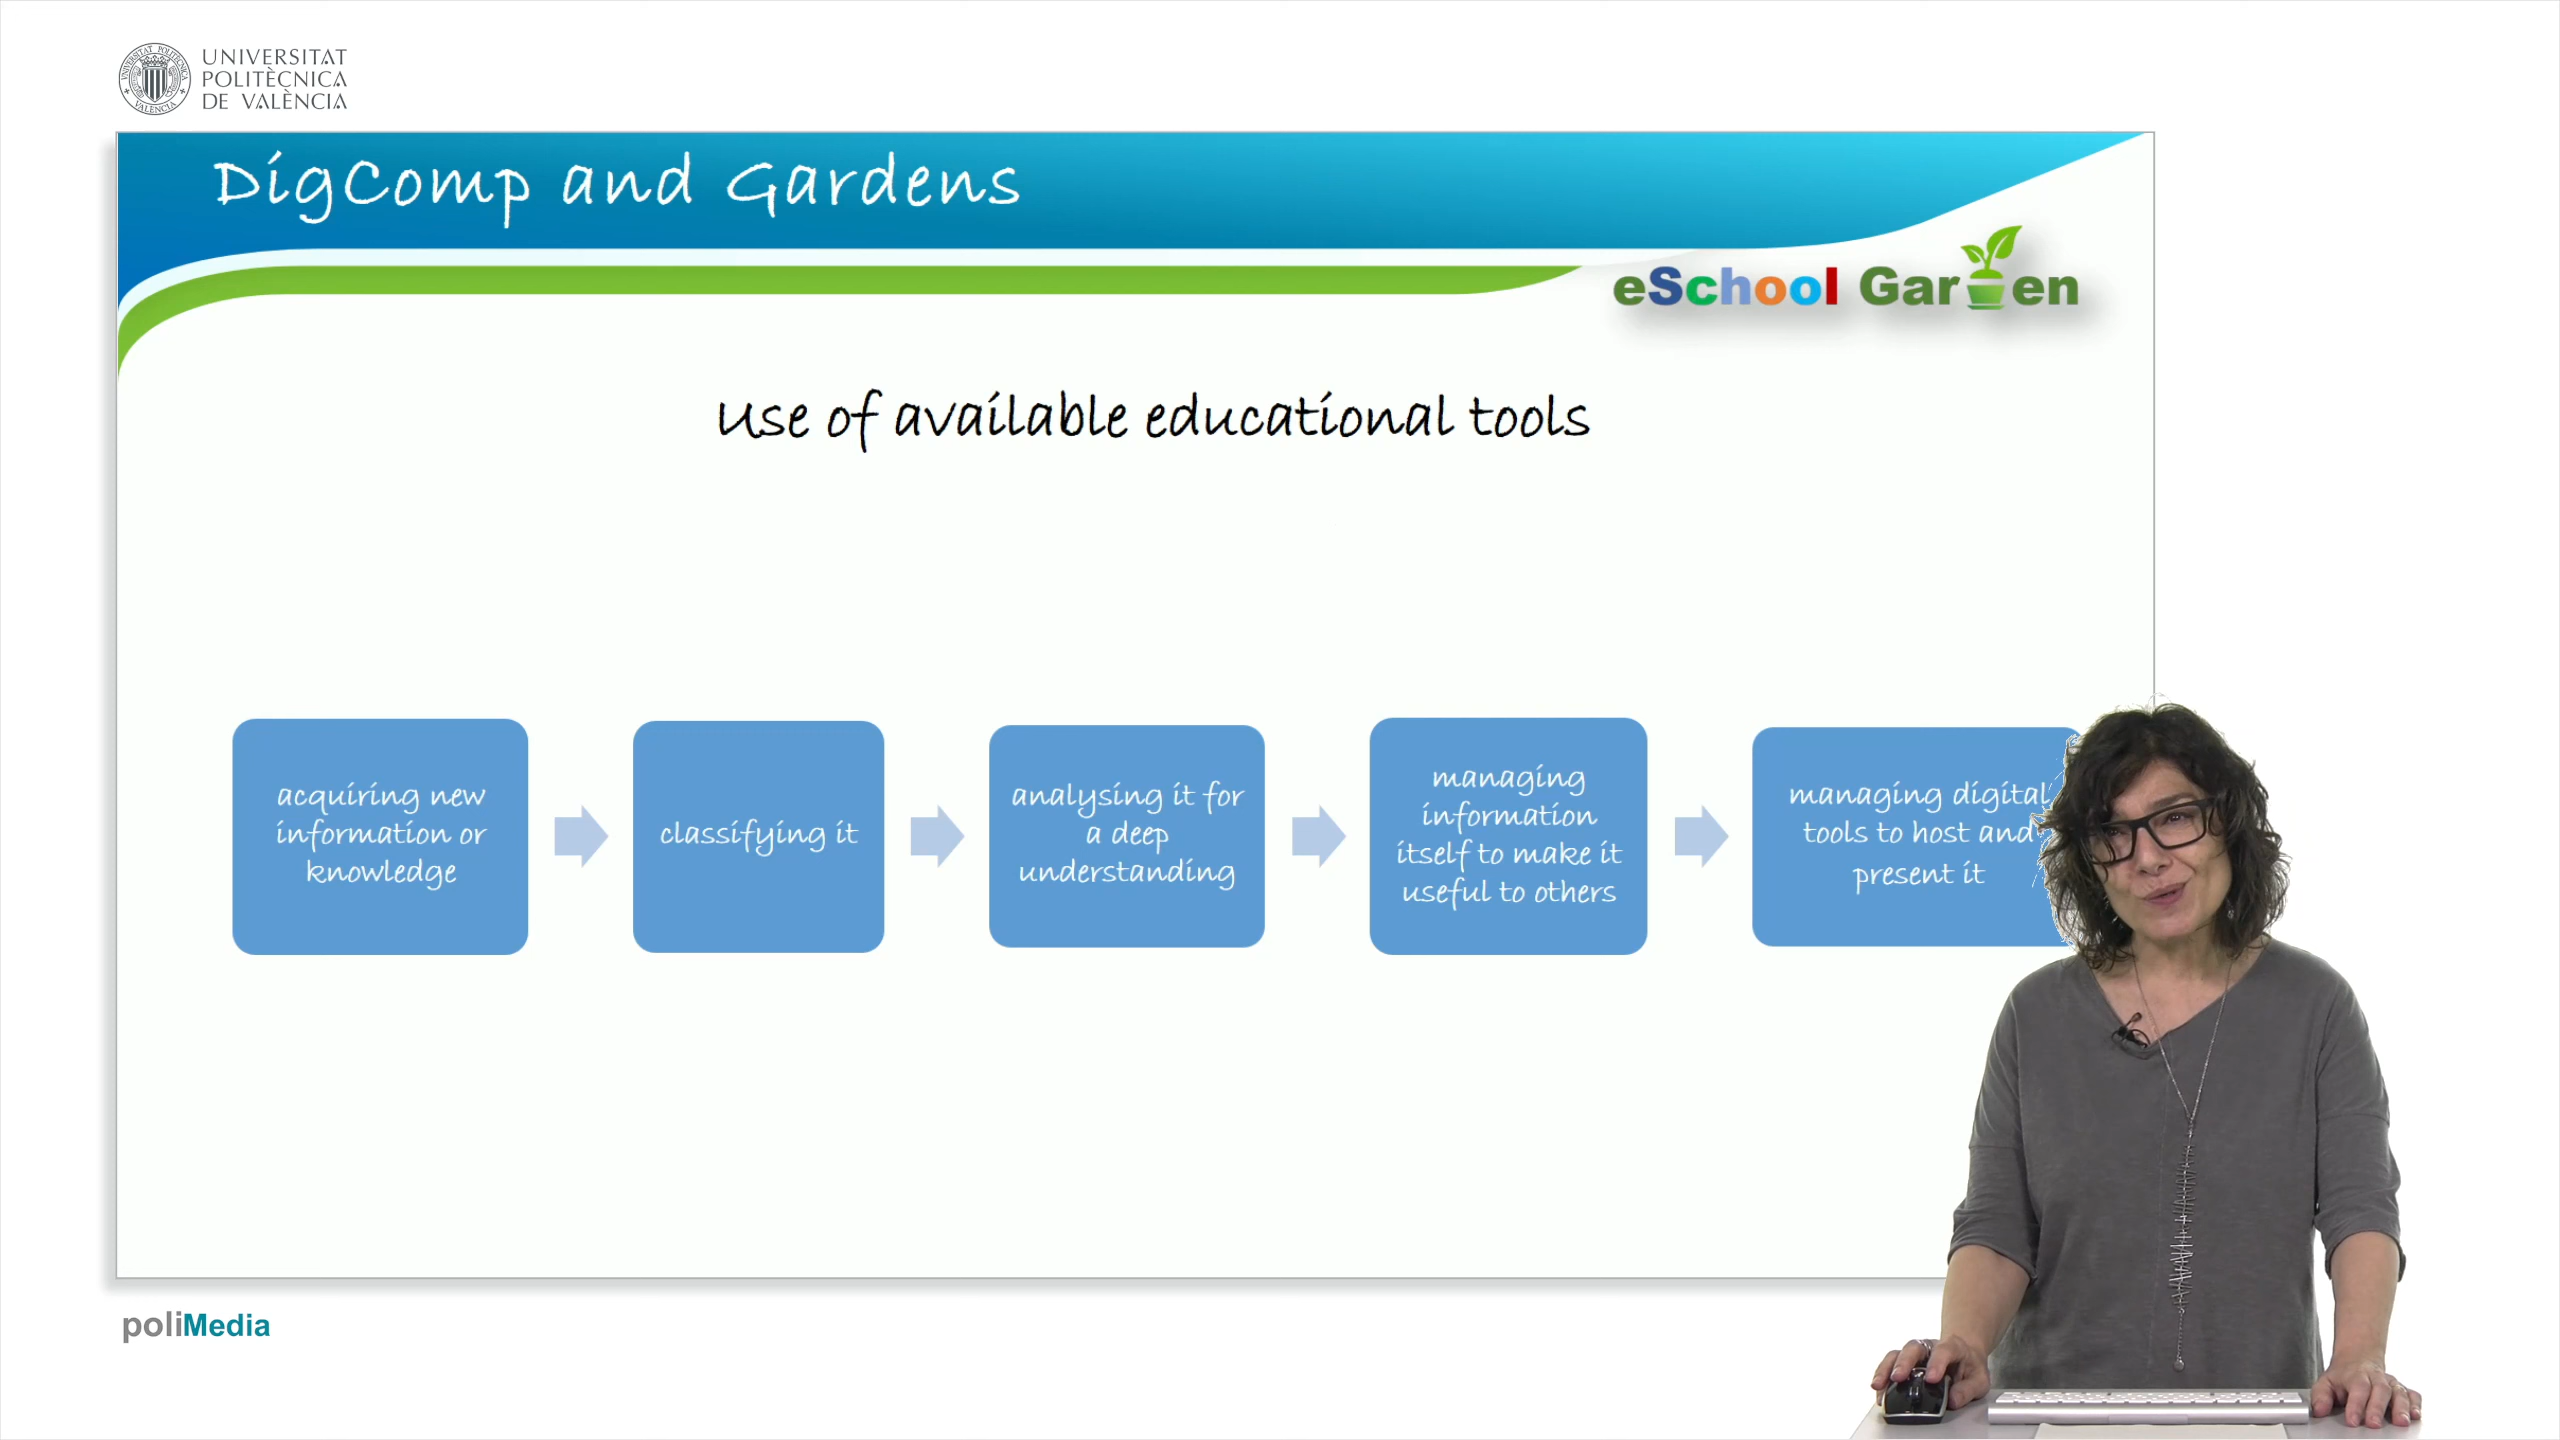 UNIVERSITAT
POLITÈCNICA
DE VALÈNCIA
DigComp and Gardens
eSchool Garden
Use of available educational tools
acquiring new
information or
knowledge
classifying it
analysing it for
a deep
understanding
managing
information
itself to make it
useful to others
managing digital
tools to host and
present it
poliMedia